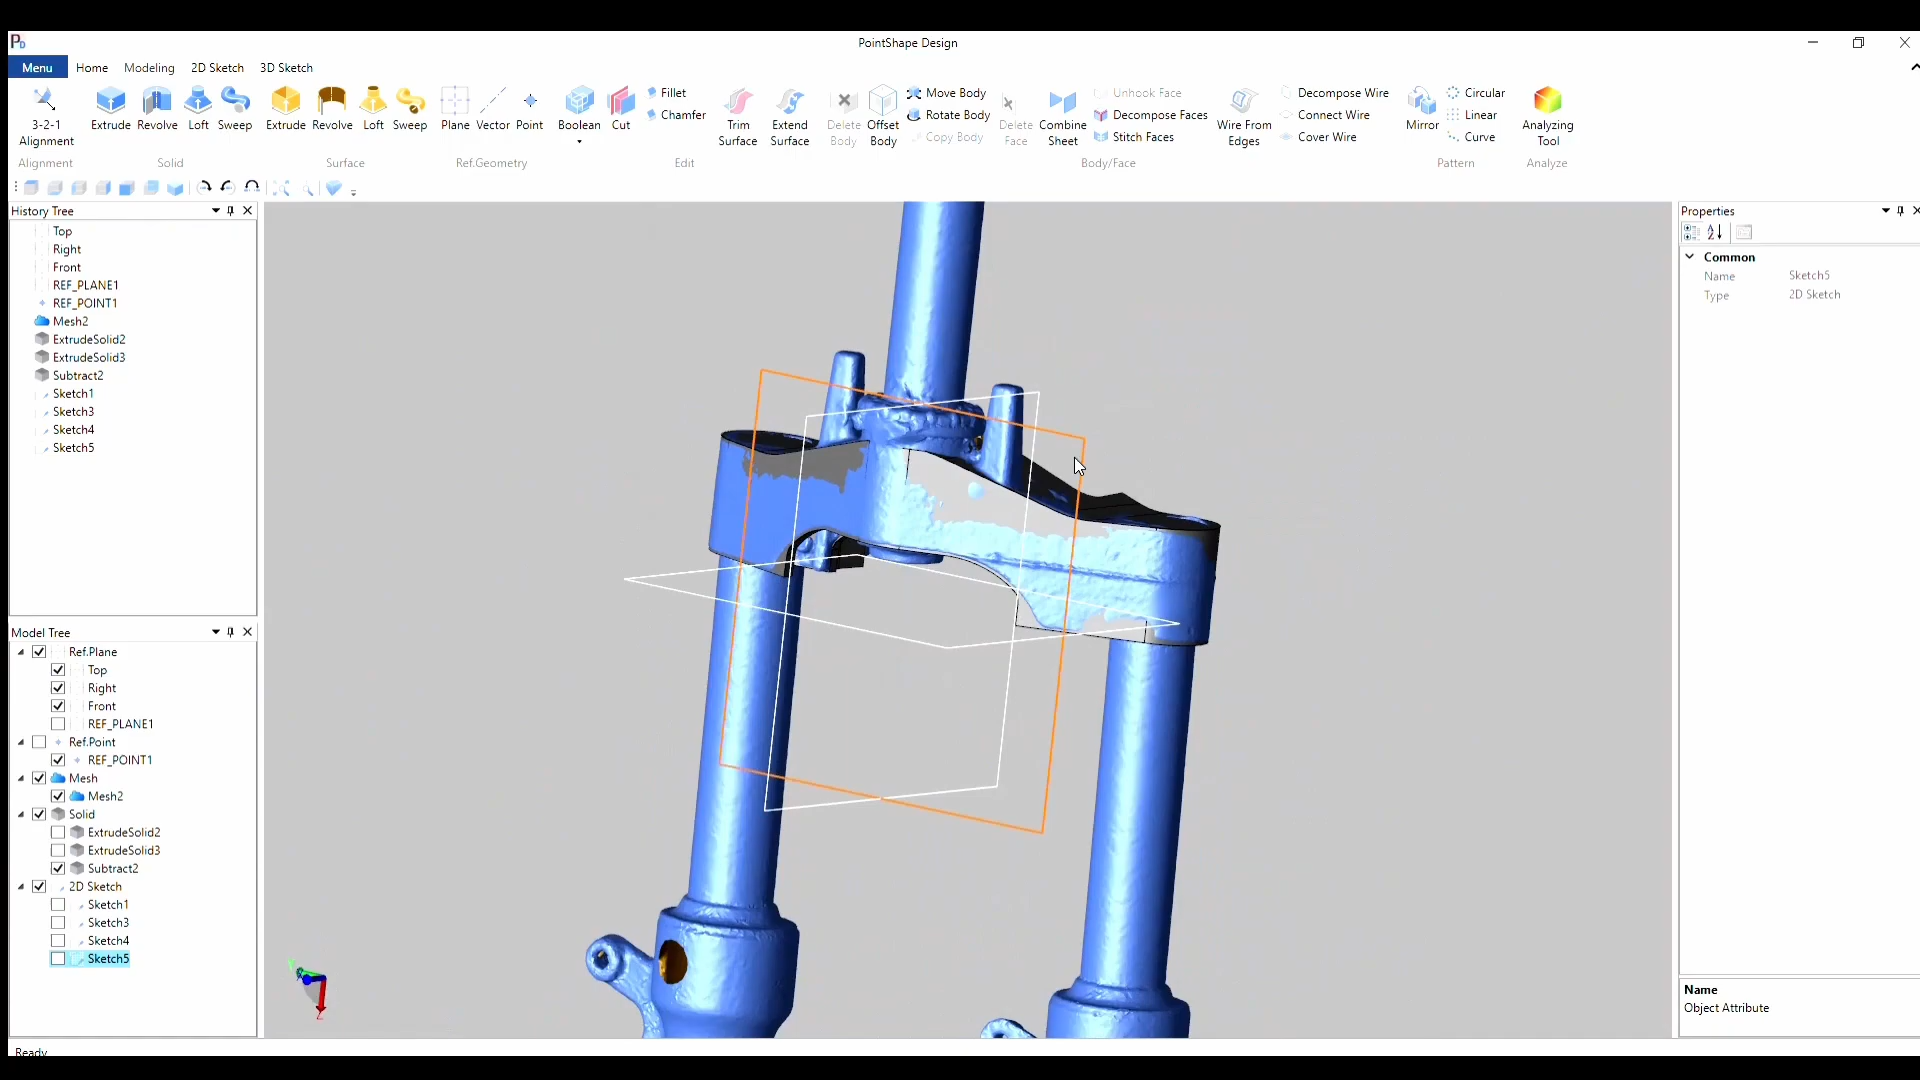 PD
PointShape Design
Menu Home Modeling 2D Sketch 3D Sketch
3-2-1
Alignment
Extrude Revolve Loft Sweep
Extrude Revolve Loft Sweep
Plane Vector Point
Boolean Cut
Fillet
Chamfer
Trim
Surface
Extend
Surface
Delete
Body
Offset
Body
Move Body
Rotate Body
Copy Body
Delete
Face
Combine
Sheet
Unhook Face
Decompose Faces
Stitch Faces
Wire From
Edges
Decompose Wire
Connect Wire
Cover Wire
Mirror
Circular
Linear
Curve
Analyzing
Tool
Alignment Solid Surface Ref.Geometry Edit Body/Face Pattern Analyze
History Tree
Top
Right
Front
REF_PLANE1
REF_POINT1
Mesh2
ExtrudeSolid2
ExtrudeSolid3
Subtract2
Sketch1
Sketch3
Sketch4
Sketch5
Model Tree
Ref.Plane
Top
Right
Front
REF_PLANE1
Ref.Point
REF_POINT1
Mesh
Mesh2
Solid
ExtrudeSolid2
ExtrudeSolid3
Subtract2
2D Sketch
Sketch1
Sketch3
Sketch4
Sketch5
Properties
Common
Name Sketch5
Type 2D Sketch
Name
Object Attribute
Ready